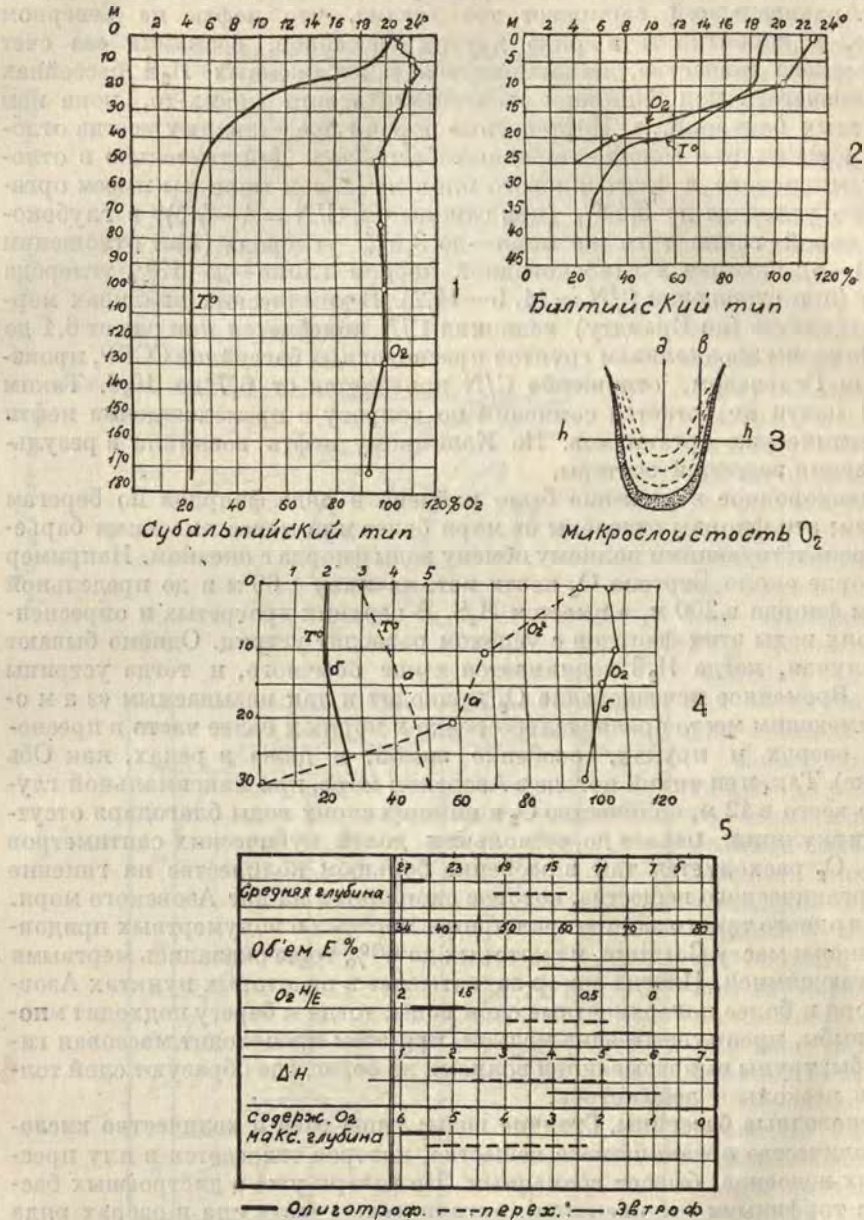 М 2 4 6 8 10 12 14 16 18 20 22 24°
0
10
20
30
40
50
60
70
80
90
100
110
120
130
140
150
160
170
180
T°
O₂
1
20 40 60 80 100 120% O₂
Субальпийский тип
М 0 2 4 6 8 10 12 14 16 18 20 22 24°
0
5
10
15
20
25
30
35
40
45
O₂
T°
2
0 20 40 60 80 100 120%
Балтийский тип
а в
h h
3
Микрослоистость O₂
0 1 2 3 4 5
10
20
30
T° T°
б а
O₂
а
O₂
б
4
20 40 60 80 100 120
5
27 23 19 15 11 7 5
Средняя глубина
34 40 50 60 70 80
Об'ем E %
2 1.5 1 0.5 0
O₂ H/E
1 2 3 4 5 6 7
ΔH
6 5 4 3 2 1 0
Содерж. O₂
макс. глубина
Олиготроф. перех. Эвтроф